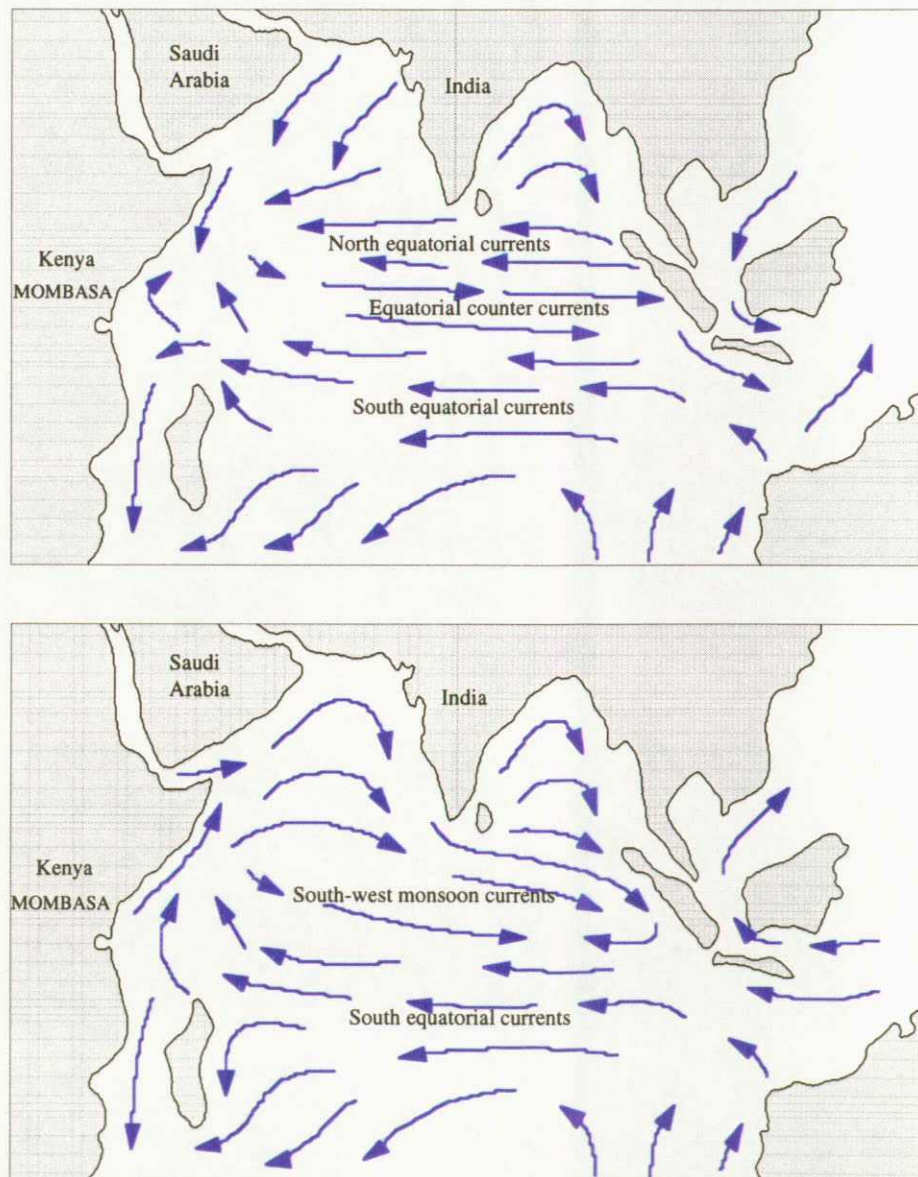 Saudi
Arabia
India
North equatorial currents
Kenya
MOMBASA
Equatorial counter currents
South equatorial currents
Saudi
Arabia
India
Kenya
MOMBASA
South-west monsoon currents
South equatorial currents